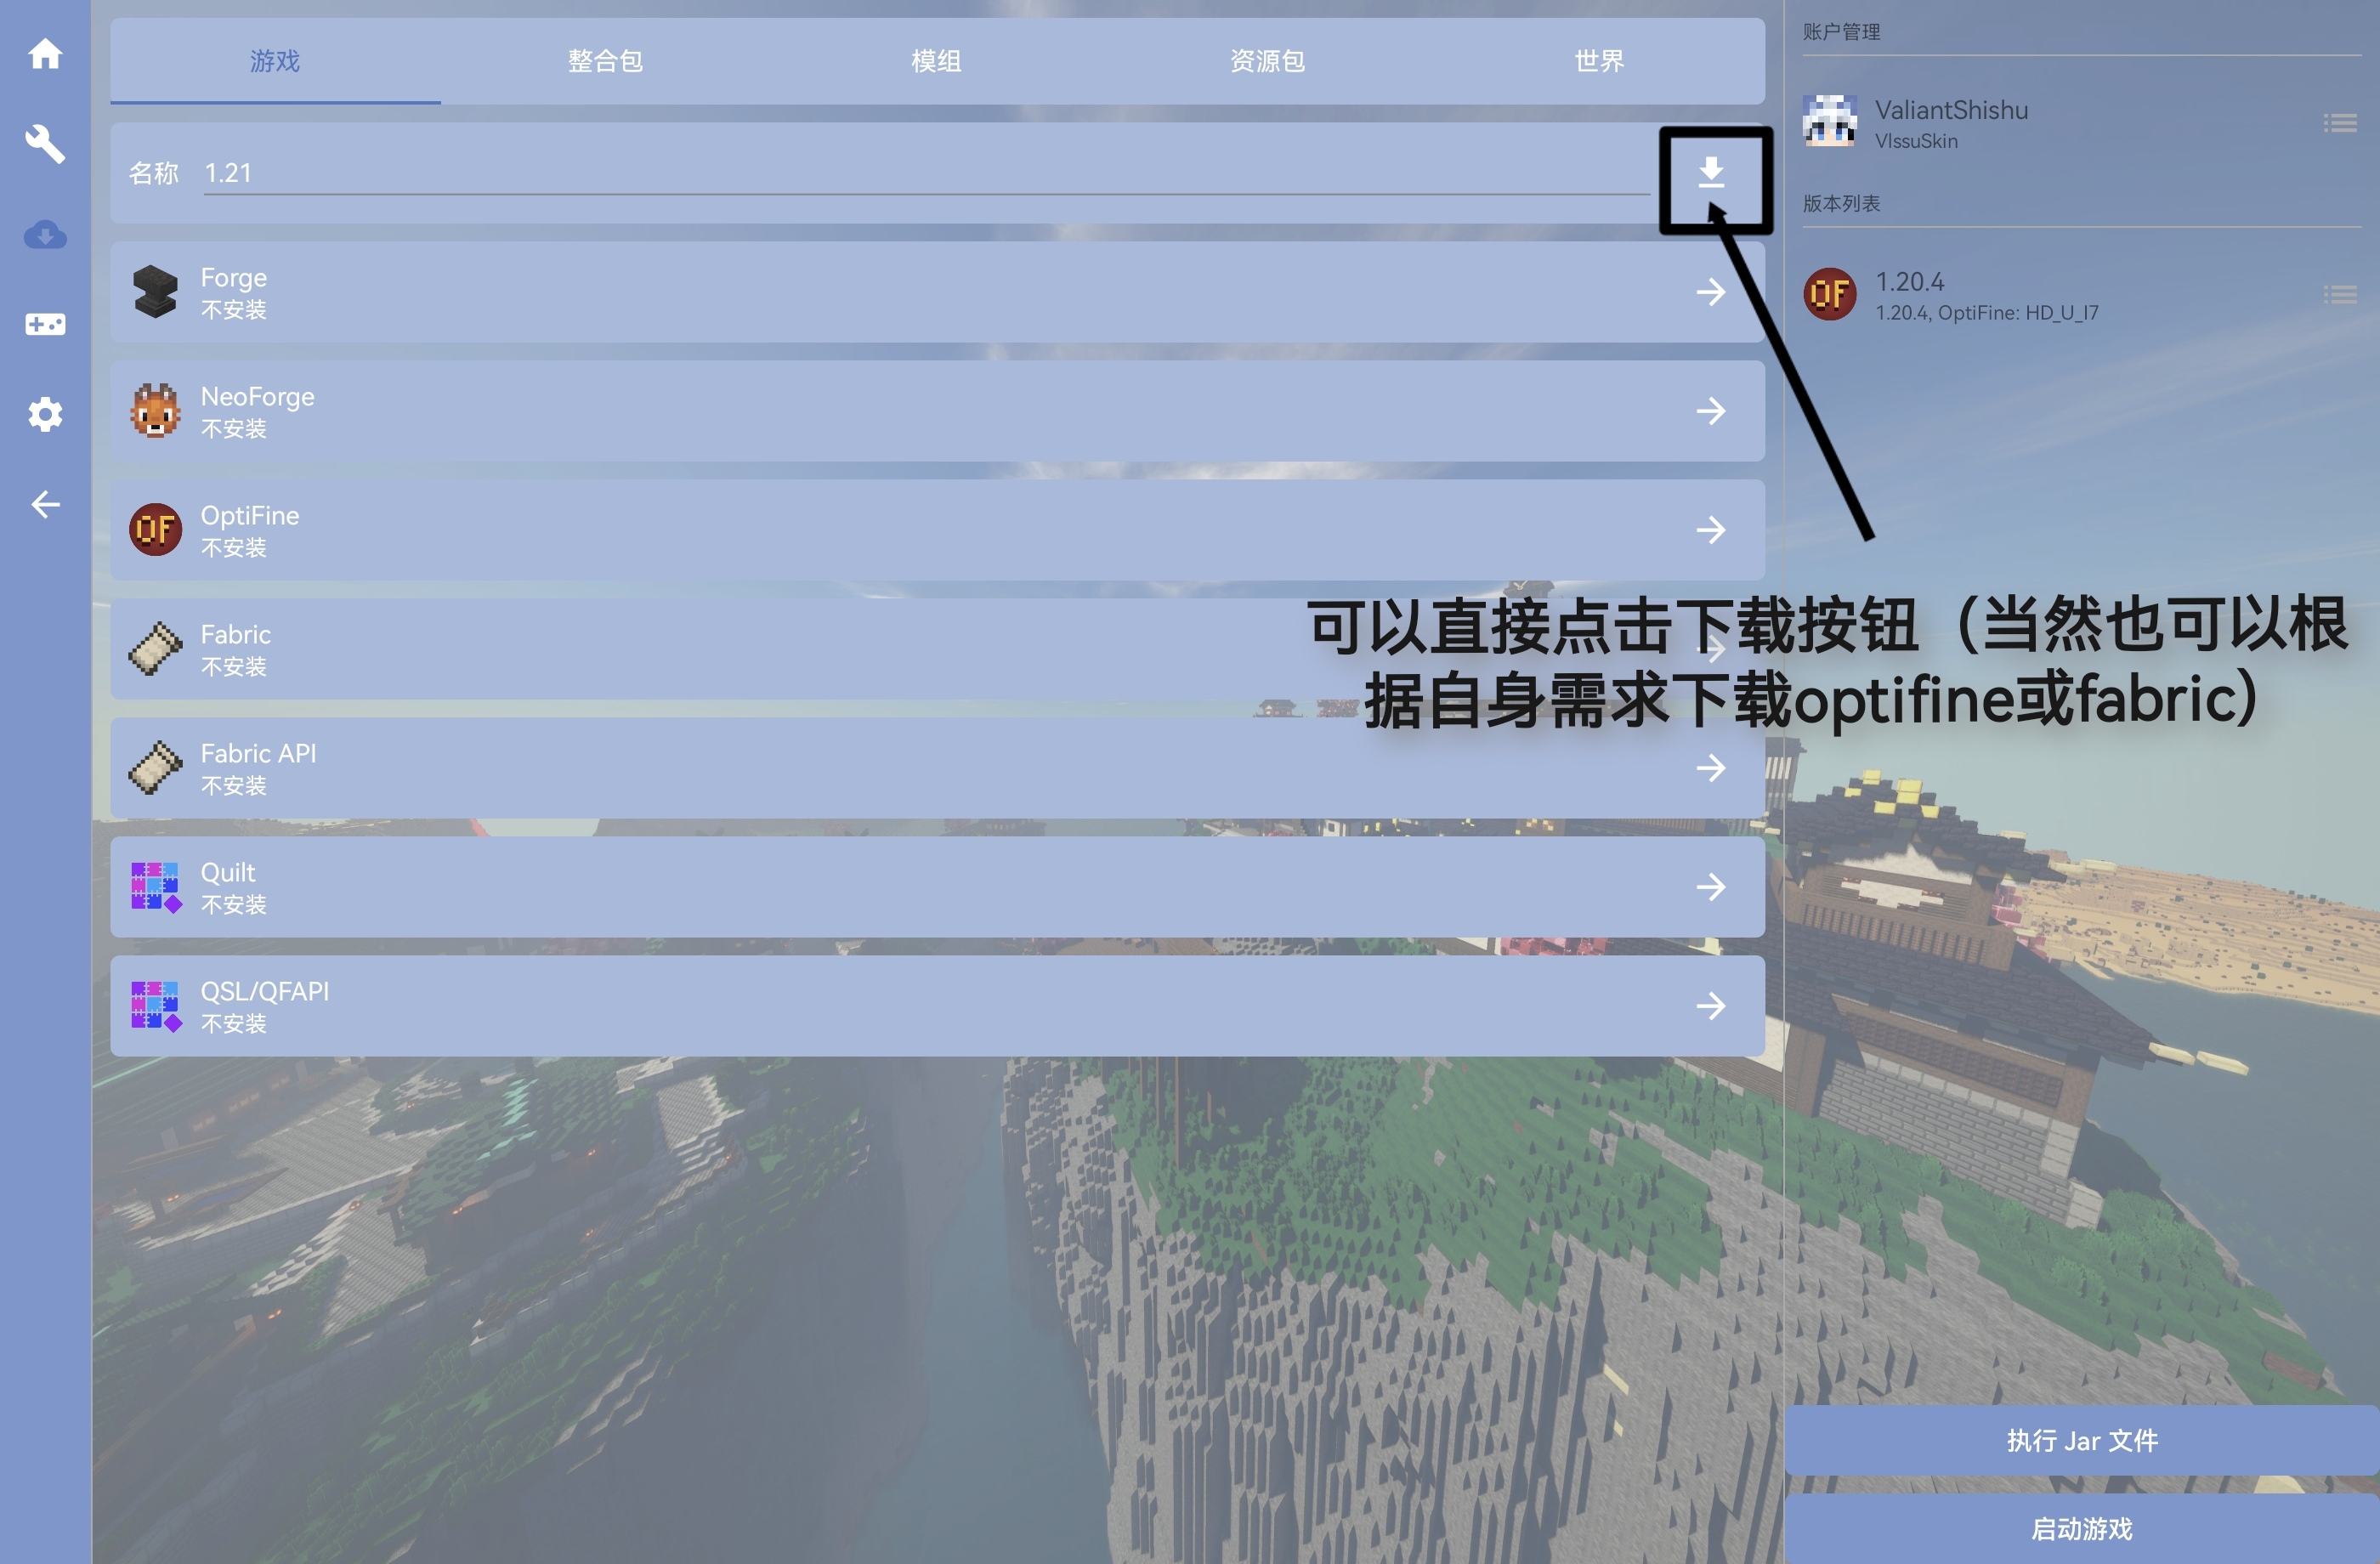 游戏
整合包
模组
资源包
世界
名称 1.21
Forge
不安装
NeoForge
不安装
OptiFine
不安装
Fabric
不安装
Fabric API
不安装
Quilt
不安装
QSL/QFAPI
不安装
可以直接点击下载按钮（当然也可以根
据自身需求下载optifine或fabric）
账户管理
ValiantShishu
VlssuSkin
版本列表
OF
1.20.4
1.20.4, OptiFine: HD_U_I7
执行 Jar 文件
启动游戏